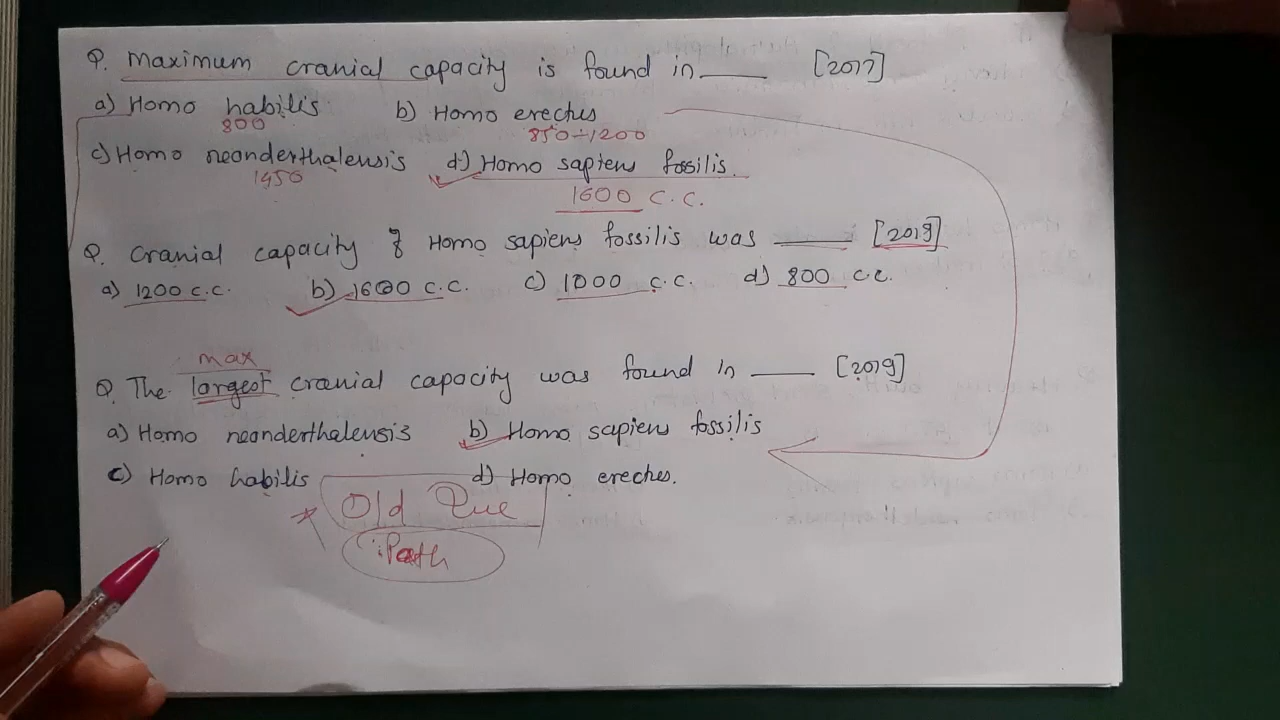 Q. Maximum cranial capacity is found in ____ [2017]
a) Homo habilis b) Homo erectus
800 850-1200
c) Homo neanderthalensis d) Homo sapiens fossilis.
1450
1600 c.c.
Q. Cranial capacity of Homo sapiens fossilis was ____ [2019]
a) 1200 c.c. b) 1600 c.c. c) 1000 c.c. d) 800 c.c.
max
Q. The largest cranial capacity was found in ____ [2019]
a) Homo neanderthalensis b) Homo sapiens fossilis
c) Homo habilis d) Homo erectus.
Old Que
Path